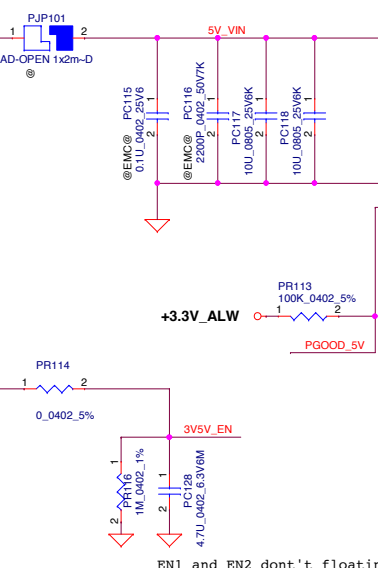 PJP101
1 2
5V_VIN
AD-OPEN 1x2m~D
@
@EMC@ PC115
0.1U_0402_25V6
1
2
@EMC@ PC116
2200P_0402_50V7K
1
2
PC117
10U_0805_25V6K
1
2
PC118
10U_0805_25V6K
1
2
PR113
100K_0402_5%
+3.3V_ALW
1 2
PGOOD_5V
PR114
1 2
0_0402_5%
3V5V_EN
1
PR116
1M_0402_1%
2
1
PC128
4.7U_0402_6.3V6M
2
EN1 and EN2 dont't floatin